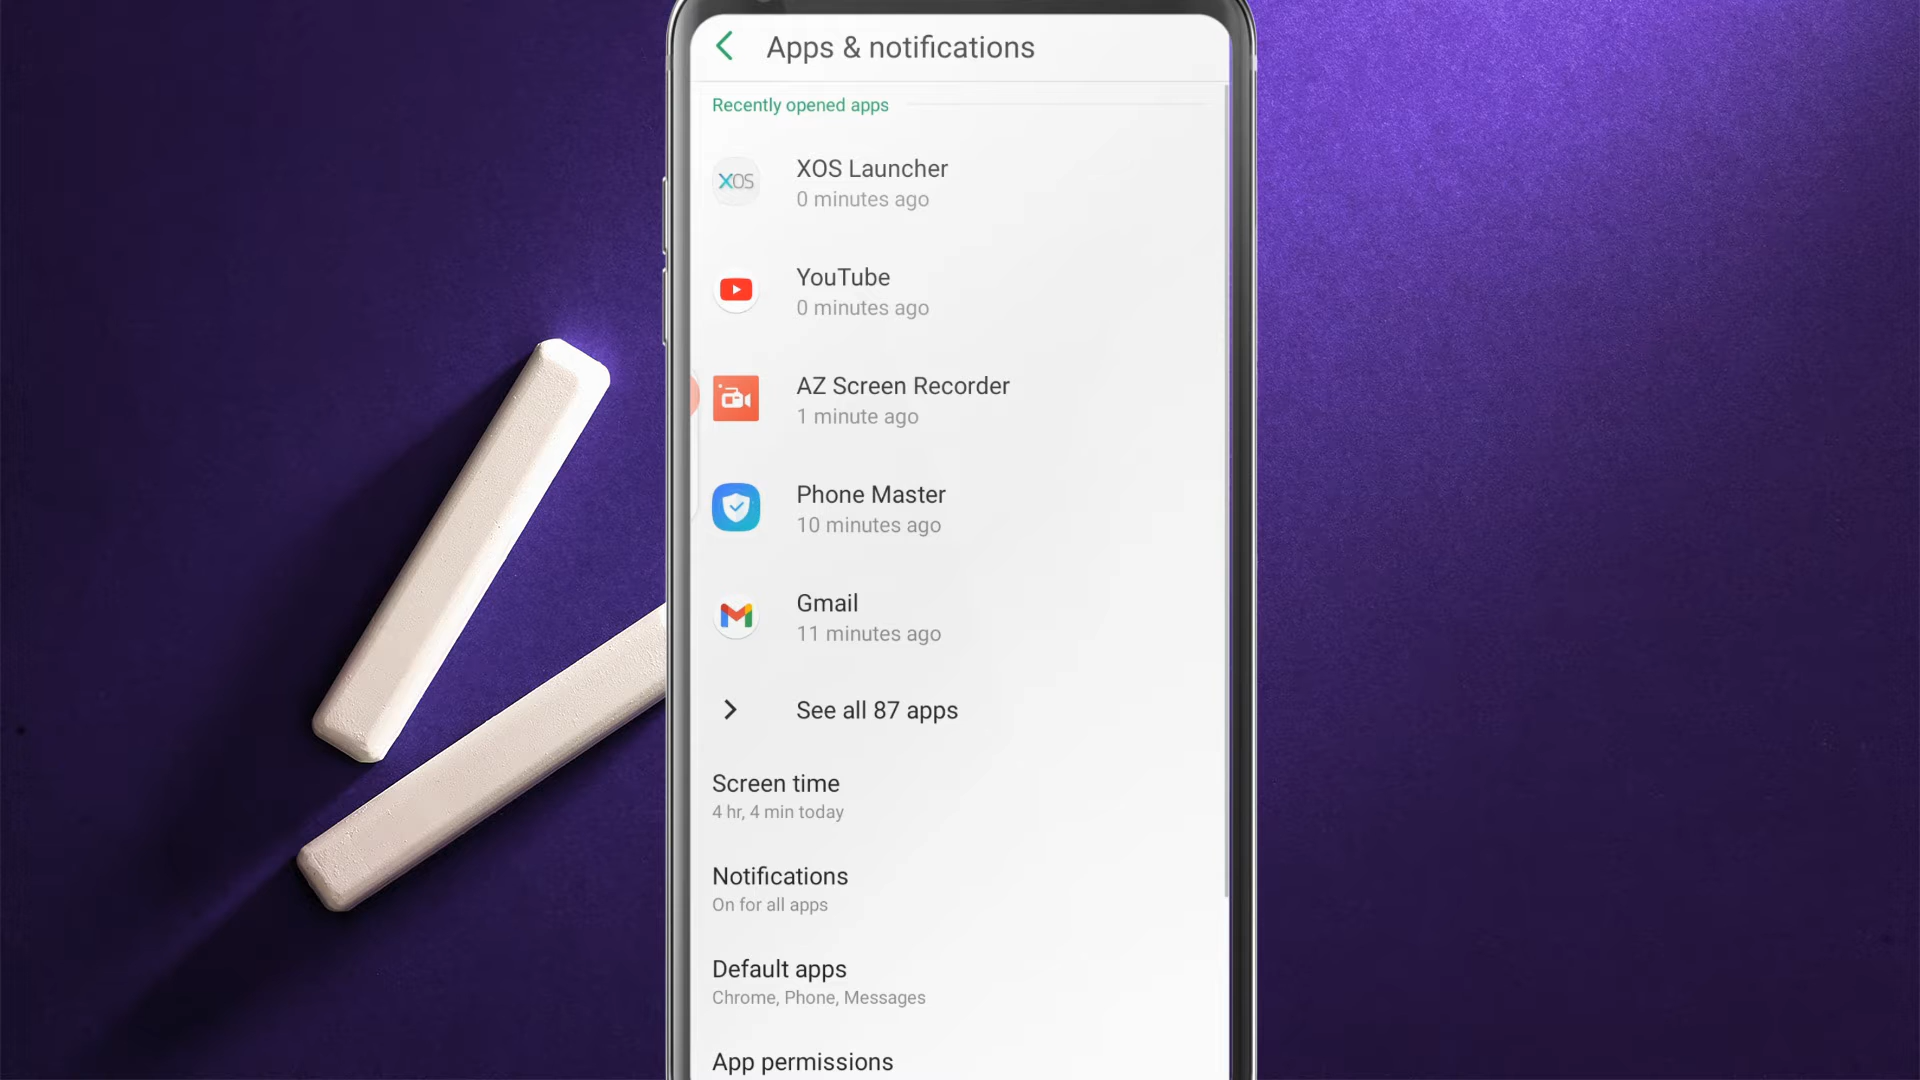 Apps & notifications
Recently opened apps
XOS
XOS Launcher
0 minutes ago
YouTube
0 minutes ago
AZ Screen Recorder
1 minute ago
Phone Master
10 minutes ago
Gmail
11 minutes ago
See all 87 apps
Screen time
4 hr, 4 min today
Notifications
On for all apps
Default apps
Chrome, Phone, Messages
App permissions